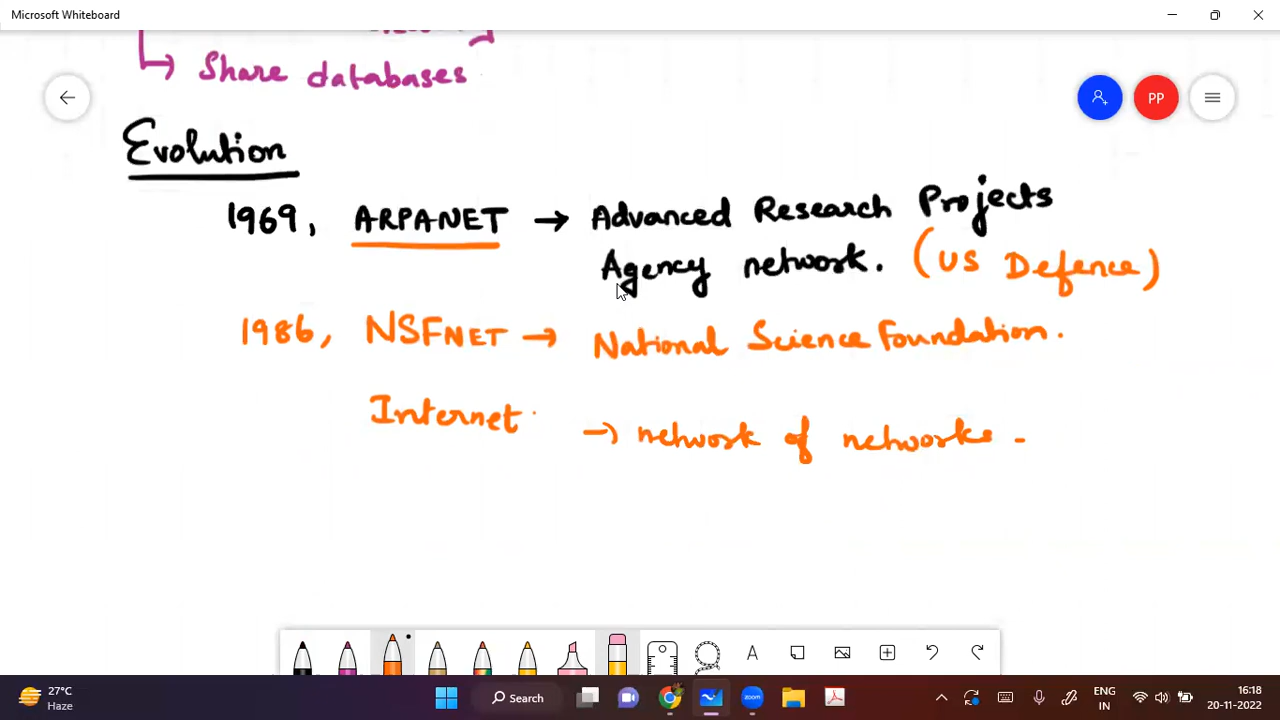 Microsoft Whiteboard
Share databases
PP
Evolution
1969, ARPANET → Advanced Research Projects
Agency network. (US Defence)
1986, NSFNET → National Science Foundation.
Internet → network of networks.
A
27°C
Haze
Search
zoom
ENG
IN
16:18
20-11-2022